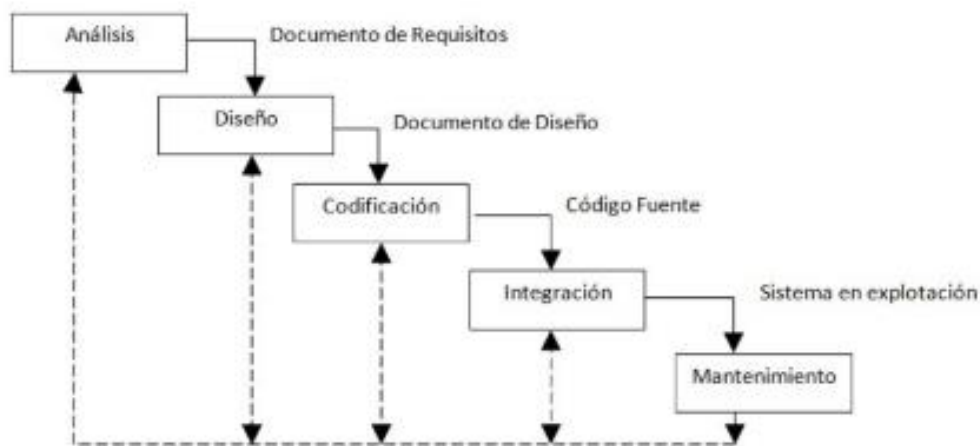 Análisis
Documento de Requisitos
Diseño
Documento de Diseño
Codificación
Código Fuente
Integración
Sistema en explotación
Mantenimiento